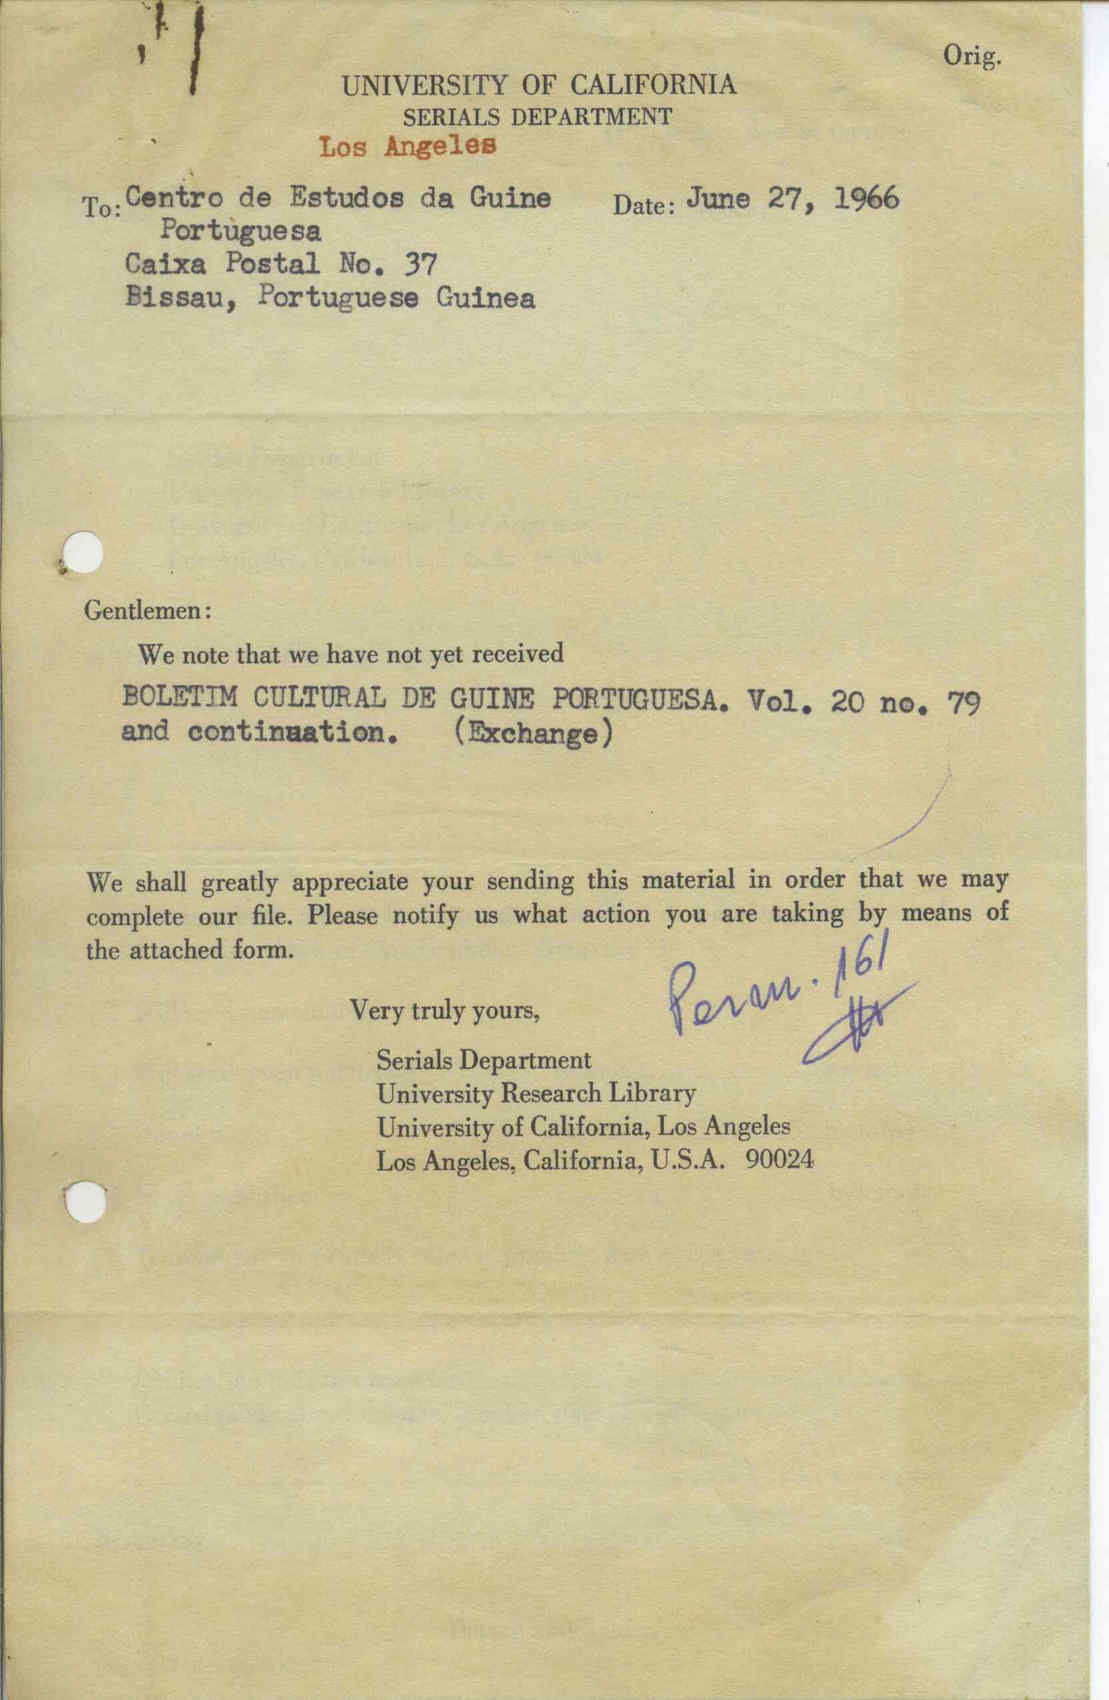 Orig.
UNIVERSITY OF CALIFORNIA
SERIALS DEPARTMENT
Los Angeles
To: Centro de Estudos da Guine
Portuguesa
Caixa Postal No. 37
Bissau, Portuguese Guinea
Date: June 27, 1966
Gentlemen:
We note that we have not yet received
BOLETIM CULTURAL DE GUINE PORTUGUESA. Vol. 20 no. 79
and continuation. (Exchange)
We shall greatly appreciate your sending this material in order that we may
complete our file. Please notify us what action you are taking by means of
the attached form.
Perm. 161
Very truly yours,
Serials Department
University Research Library
University of California, Los Angeles
Los Angeles, California, U.S.A. 90024